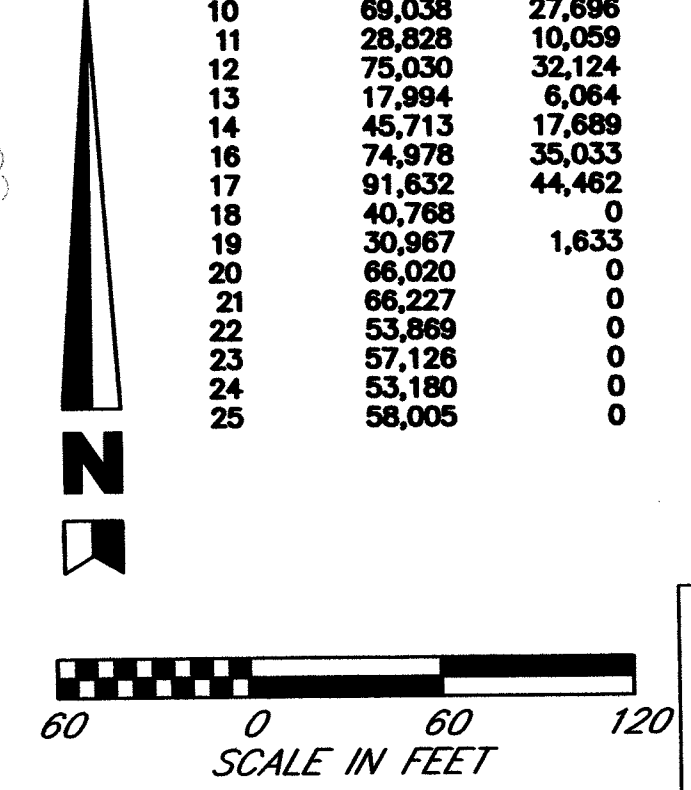 10 69,038 27,696
11 28,828 10,059
12 75,030 32,124
13 17,994 6,064
14 45,713 17,689
16 74,978 35,033
17 91,632 44,462
18 40,768 0
19 30,967 1,633
20 66,020 0
21 66,227 0
22 53,869 0
23 57,126 0
24 53,180 0
25 58,005 0
N
60 0 60 120
SCALE IN FEET